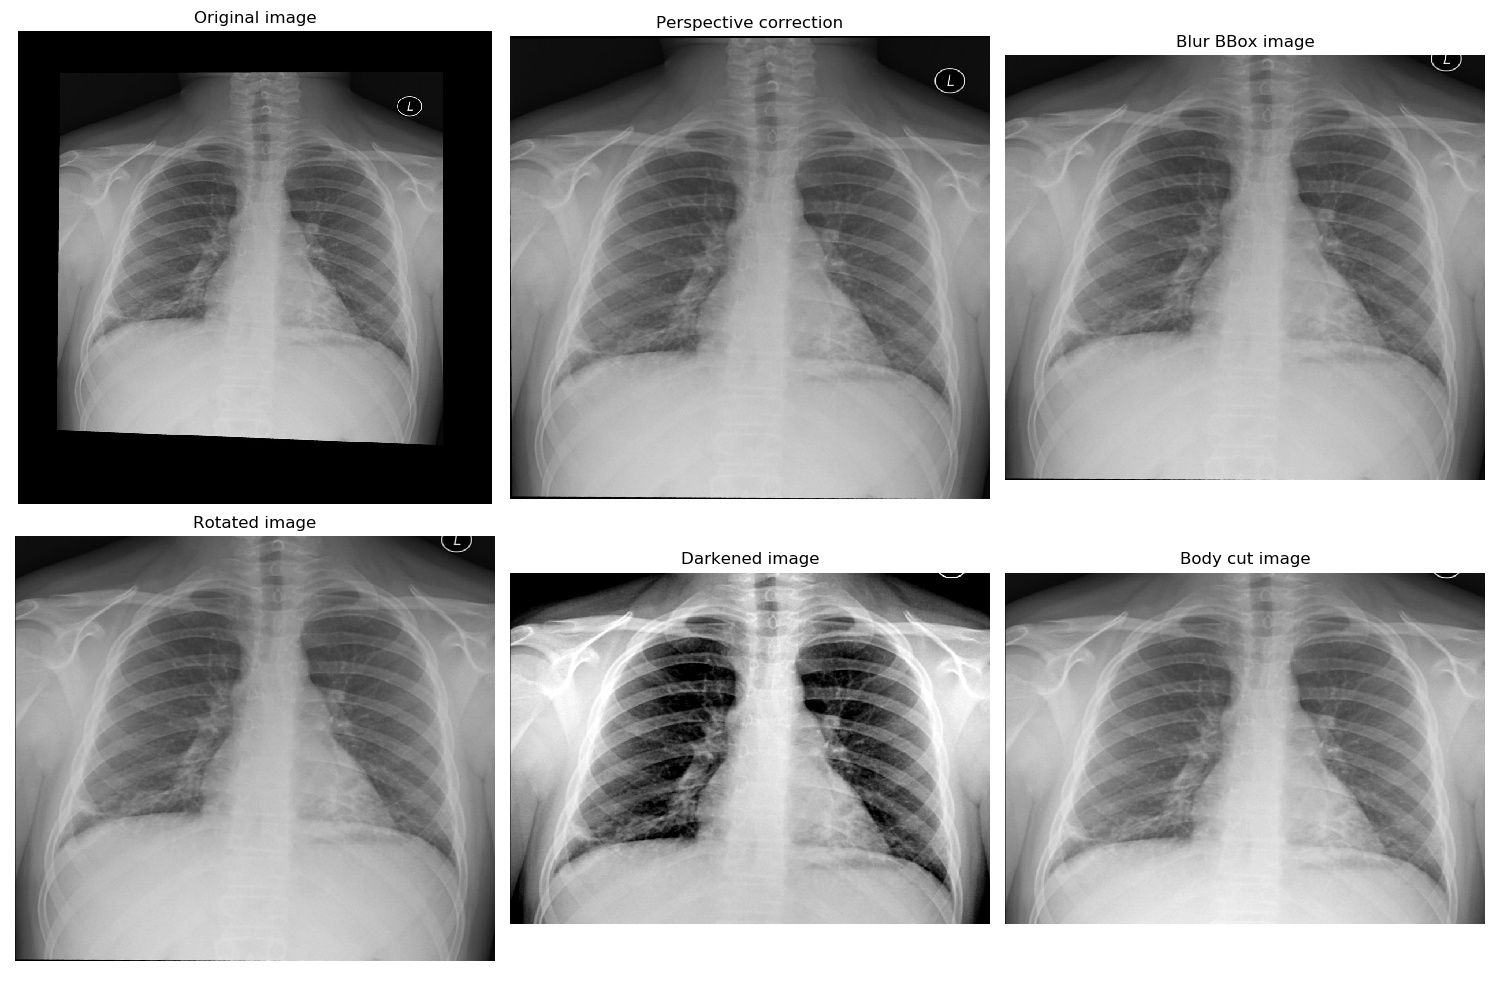 Original image
Perspective correction
Blur BBox image
L
L
L
Rotated image
Darkened image
Body cut image
L